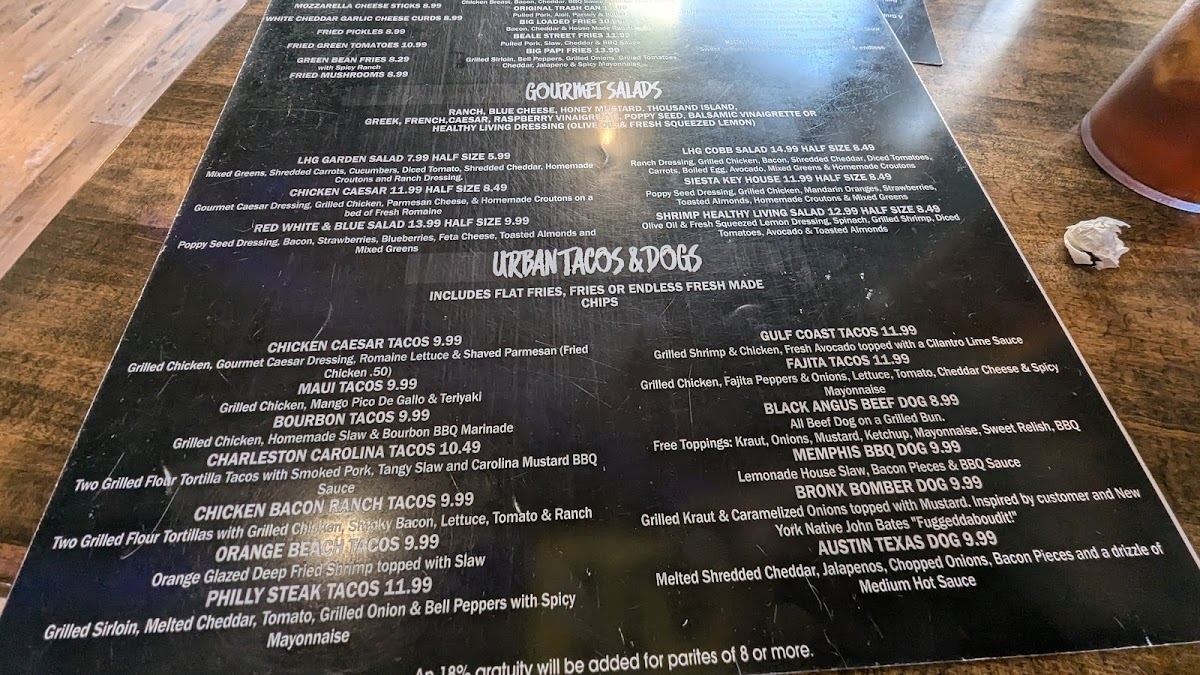 MOZZARELLA CHEESE STICKS 8.99
WHITE CHEDDAR GARLIC CHEESE CURDS 8.99
FRIED PICKLES 8.99
FRIED GREEN TOMATOES 10.99
GREEN BEAN FRIES 8.29
with Spicy Ranch
FRIED MUSHROOMS 8.99
ORIGINAL TRASH CAN 11.99
Pulled Pork, Aioli, Parsley &
BIG LOADED FRIES 10.99
Bacon, Cheddar & House Made Ranch
BEALE STREET FRIES 11.99
Pulled Pork, Slaw, Cheddar & BBQ Sauce
BIG PAPI FRIES 13.99
Grilled Sirloin, Bell Peppers, Grilled Onions, Grilled Tomatoes,
Cheddar, Jalapeno & Spicy Mayonnaise
GOURMET SALADS
RANCH, BLUE CHEESE, HONEY MUSTARD, THOUSAND ISLAND,
GREEK, FRENCH,CAESAR, RASPBERRY VINAIGRETTE, POPPY SEED, BALSAMIC VINAIGRETTE OR
HEALTHY LIVING DRESSING (OLIVE OIL & FRESH SQUEEZED LEMON)
LHG GARDEN SALAD 7.99 HALF SIZE 5.99
Mixed Greens, Shredded Carrots, Cucumbers, Diced Tomato, Shredded Cheddar, Homemade
Croutons and Ranch Dressing.
CHICKEN CAESAR 11.99 HALF SIZE 8.49
Gourmet Caesar Dressing, Grilled Chicken, Parmesan Cheese, & Homemade Croutons on a
bed of Fresh Romaine
RED WHITE & BLUE SALAD 13.99 HALF SIZE 9.99
Poppy Seed Dressing, Bacon, Strawberries, Blueberries, Feta Cheese, Toasted Almonds and
Mixed Greens
LHG COBB SALAD 14.99 HALF SIZE 8.49
Ranch Dressing, Grilled Chicken, Bacon, Shredded Cheddar, Diced Tomatoes,
Carrots, Boiled Egg, Avocado, Mixed Greens & Homemade Croutons
SIESTA KEY HOUSE 11.99 HALF SIZE 8.49
Poppy Seed Dressing, Grilled Chicken, Mandarin Oranges, Strawberries,
Toasted Almonds, Homemade Croutons & Mixed Greens
SHRIMP HEALTHY LIVING SALAD 12.99 HALF SIZE 8.49
Olive Oil & Fresh Squeezed Lemon Dressing, Spinach, Grilled Shrimp, Diced
Tomatoes, Avocado & Toasted Almonds
URBAN TACOS & DOGS
INCLUDES FLAT FRIES, FRIES OR ENDLESS FRESH MADE
CHIPS
CHICKEN CAESAR TACOS 9.99
Grilled Chicken, Gourmet Caesar Dressing, Romaine Lettuce & Shaved Parmesan (Fried
Chicken .50)
MAUI TACOS 9.99
Grilled Chicken, Mango Pico De Gallo & Teriyaki
BOURBON TACOS 9.99
Grilled Chicken, Homemade Slaw & Bourbon BBQ Marinade
CHARLESTON CAROLINA TACOS 10.49
Two Grilled Flour Tortilla Tacos with Smoked Pork, Tangy Slaw and Carolina Mustard BBQ
Sauce
CHICKEN BACON RANCH TACOS 9.99
Two Grilled Flour Tortillas with Grilled Chicken, Smoky Bacon, Lettuce, Tomato & Ranch
ORANGE BEACH TACOS 9.99
Orange Glazed Deep Fried Shrimp topped with Slaw
PHILLY STEAK TACOS 11.99
Grilled Sirloin, Melted Cheddar, Tomato, Grilled Onion & Bell Peppers with Spicy
Mayonnaise
GULF COAST TACOS 11.99
Grilled Shrimp & Chicken, Fresh Avocado topped with a Cilantro Lime Sauce
FAJITA TACOS 11.99
Grilled Chicken, Fajita Peppers & Onions, Lettuce, Tomato, Cheddar Cheese & Spicy
Mayonnaise
BLACK ANGUS BEEF DOG 8.99
All Beef Dog on a Grilled Bun.
Free Toppings: Kraut, Onions, Mustard, Ketchup, Mayonnaise, Sweet Relish, BBQ
MEMPHIS BBQ DOG 9.99
Lemonade House Slaw, Bacon Pieces & BBQ Sauce
BRONX BOMBER DOG 9.99
Grilled Kraut & Caramelized Onions topped with Mustard. Inspired by customer and New
York Native John Bates "Fuggeddaboudit!"
AUSTIN TEXAS DOG 9.99
Melted Shredded Cheddar, Jalapenos, Chopped Onions, Bacon Pieces and a drizzle of
Medium Hot Sauce
An 18% gratuity will be added for parites of 8 or more.